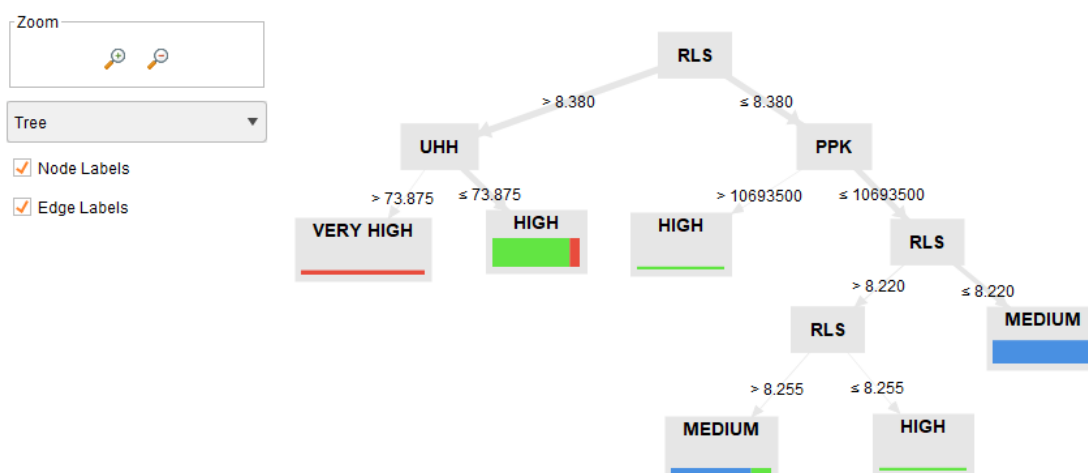 Zoom
Tree
Node Labels
Edge Labels
RLS
> 8.380
≤ 8.380
UHH
PPK
> 73.875
≤ 73.875
> 10693500
≤ 10693500
VERY HIGH
HIGH
HIGH
RLS
> 8.220
≤ 8.220
RLS
MEDIUM
> 8.255
≤ 8.255
MEDIUM
HIGH